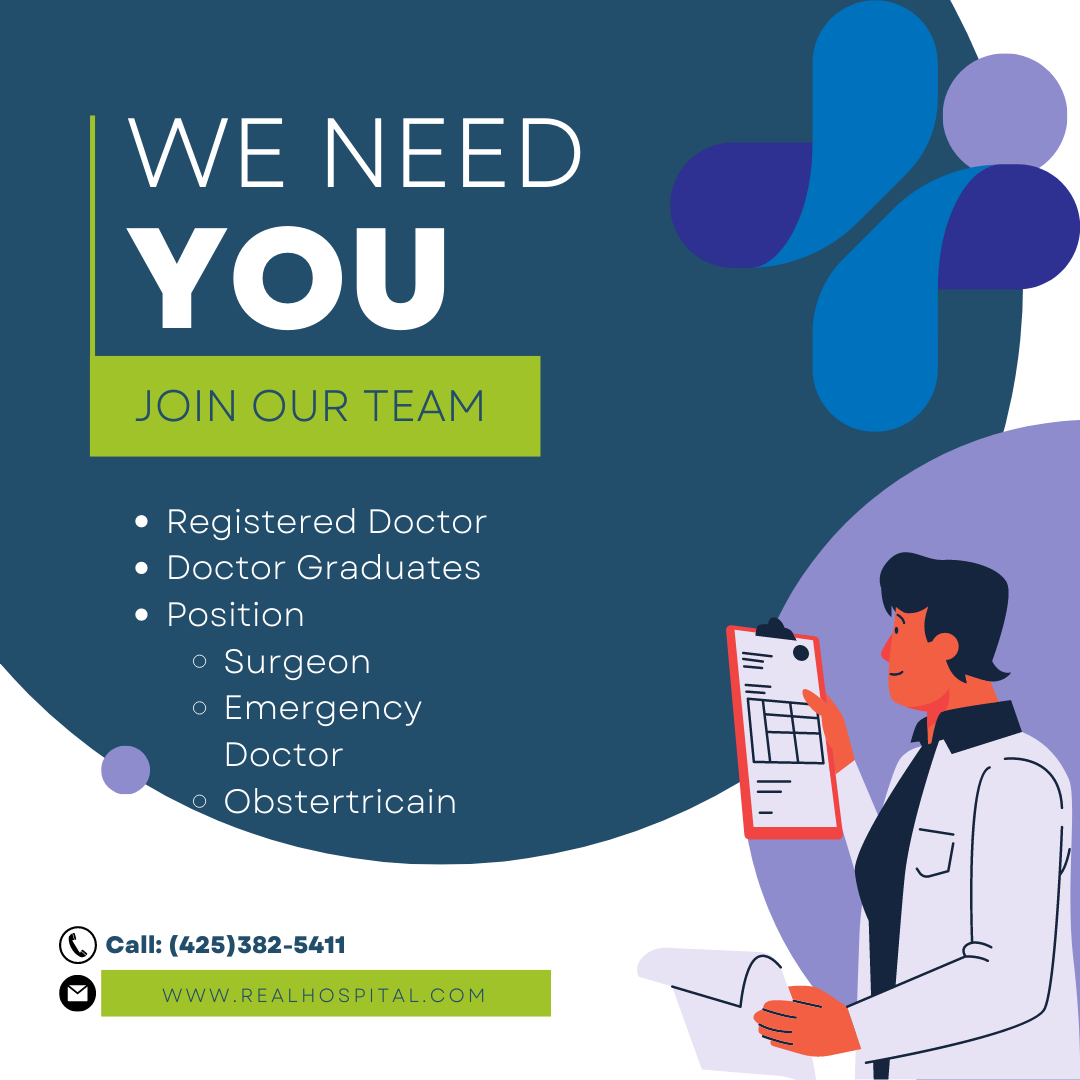 WE NEED
YOU
JOIN OUR TEAM
Registered Doctor
Doctor Graduates
Position
Surgeon
Emergency
Doctor
Obstertricain
Call: (425)382-5411
WWW.REALHOSPITAL.COM